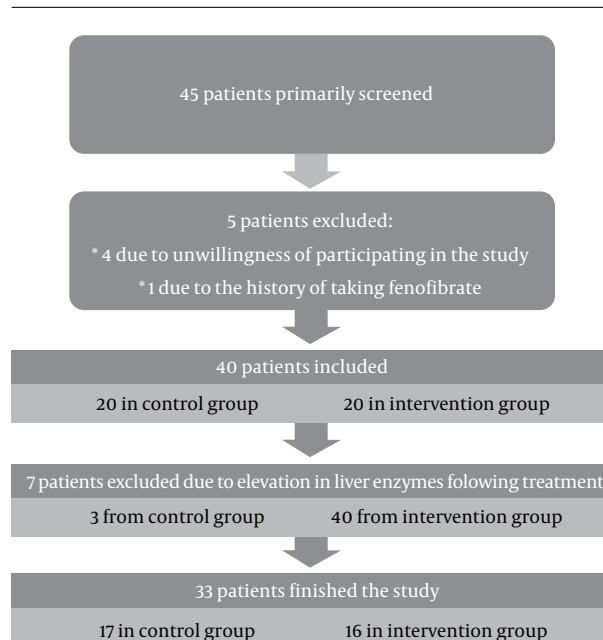 45 patients primarily screened
5 patients excluded:
* 4 due to unwillingness of participating in the study
* 1 due to the history of taking fenofibrate
40 patients included
20 in control group 20 in intervention group
7 patients excluded due to elevation in liver enzymes folowing treatment
3 from control group 40 from intervention group
33 patients finished the study
17 in control group 16 in intervention group